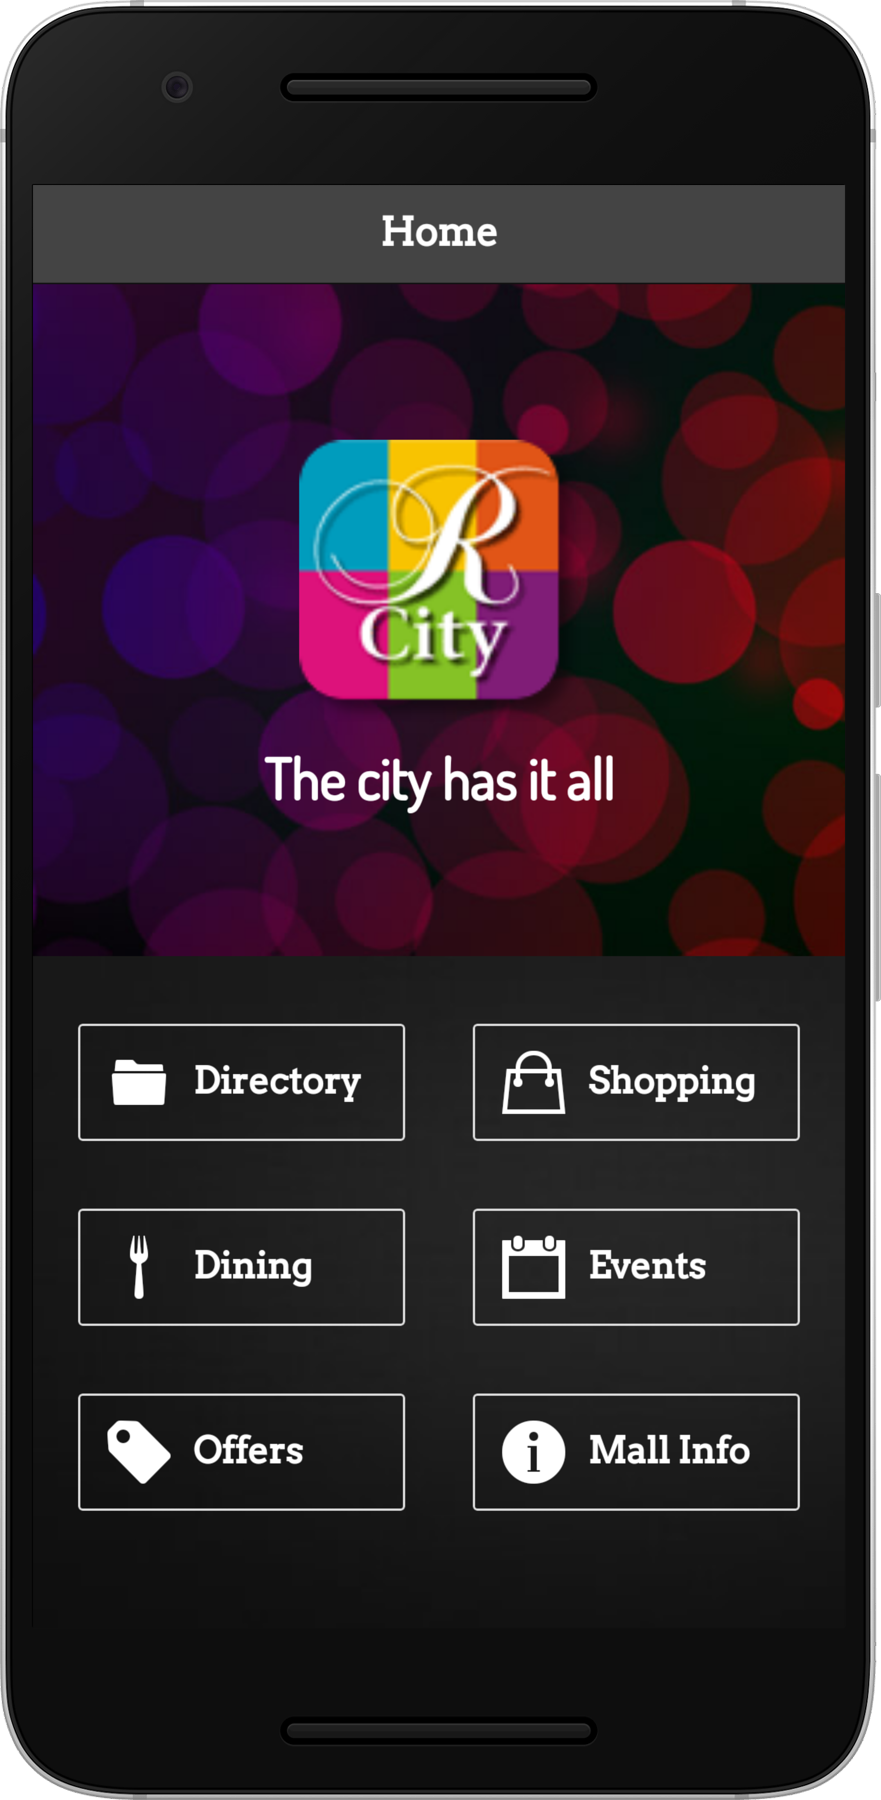 Home
R
City
The city has it all
Directory
Shopping
Dining
Events
Offers
Mall Info